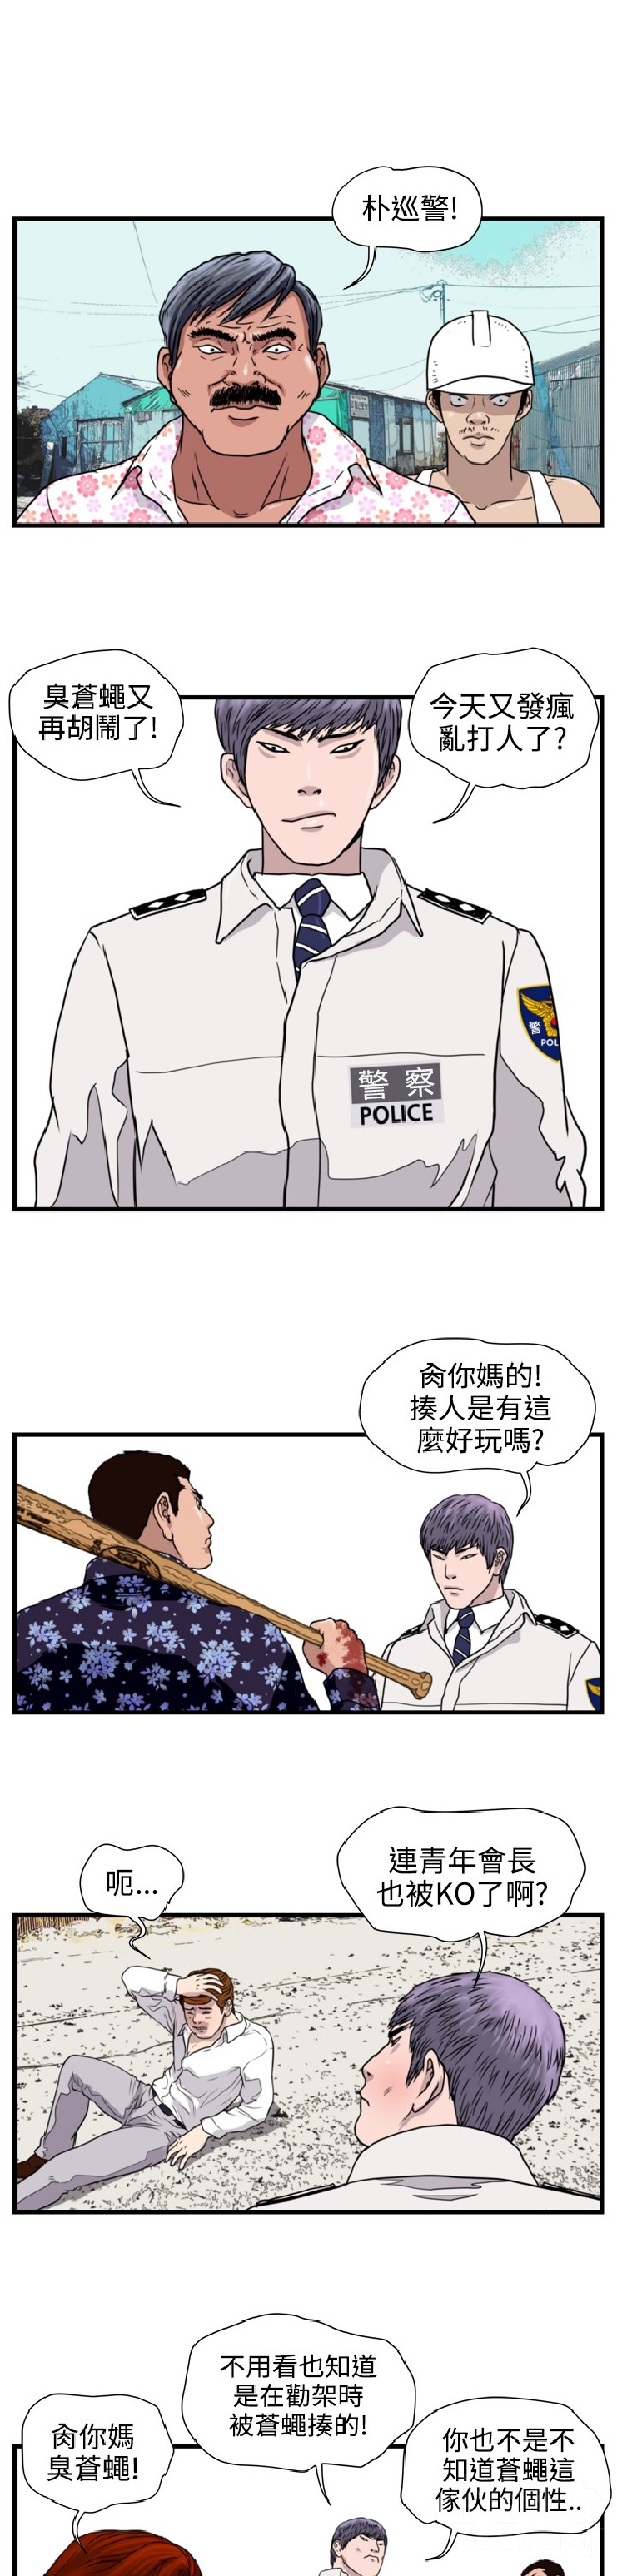 朴巡警!
臭蒼蠅又
再胡鬧了!
今天又發瘋
亂打人了?
警
POL
警察
POLICE
肏你媽的!
揍人是有這
麼好玩嗎?
連青年會長
也被KO了啊?
呃...
不用看也知道
是在勸架時
被蒼蠅揍的!
肏你媽
臭蒼蠅!
你也不是不
知道蒼蠅這
傢伙的個性..